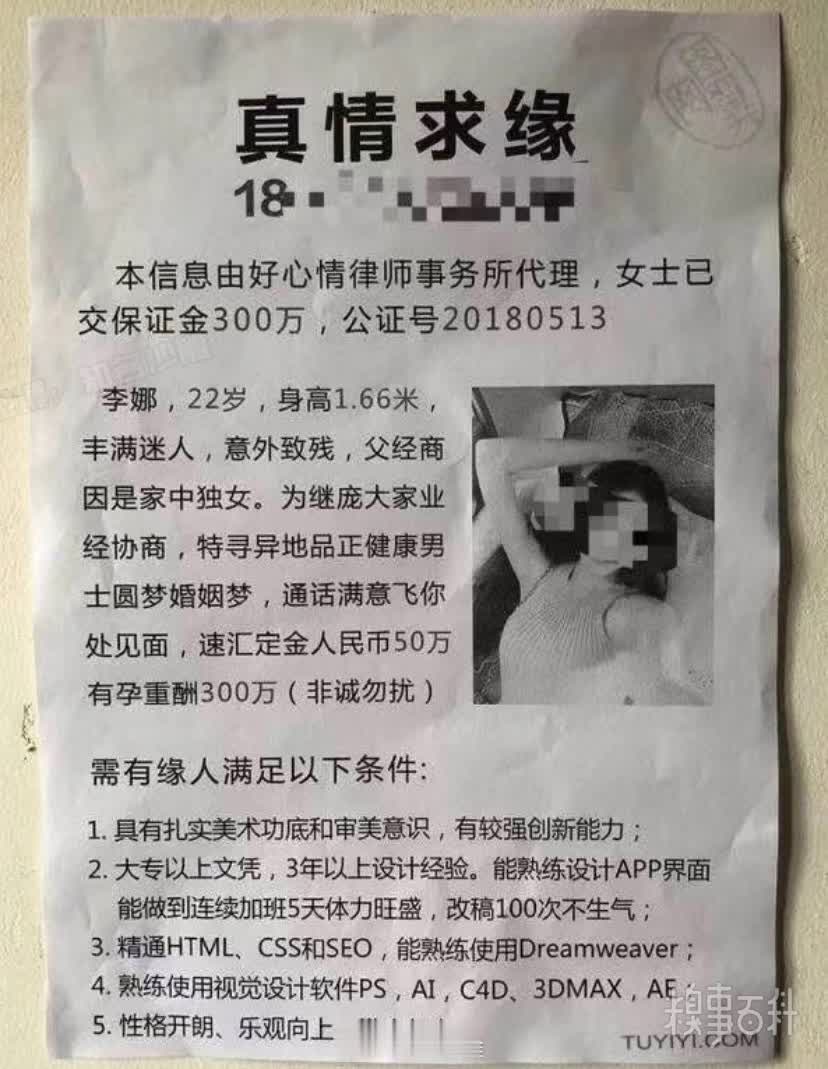 真情求缘
18
本信息由好心情律师事务所代理，女士已
交保证金300万，公证号20180513
李娜，22岁，身高1.66米，
丰满迷人，意外致残，父经商
因是家中独女。为继庞大家业
经协商，特寻异地品正健康男
士圆梦婚姻梦，通话满意飞你
处见面，速汇定金人民币50万
有孕重酬300万（非诚勿扰）
需有缘人满足以下条件:
1. 具有扎实美术功底和审美意识，有较强创新能力；
2. 大专以上文凭，3年以上设计经验。能熟练设计APP界面
能做到连续加班5天体力旺盛，改稿100次不生气；
3. 精通HTML、CSS和SEO，能熟练使用Dreamweaver；
4. 熟练使用视觉设计软件PS，AI，C4D、3DMAX，AE
5. 性格开朗、乐观向上
糗事百科
TUYIYI.COM